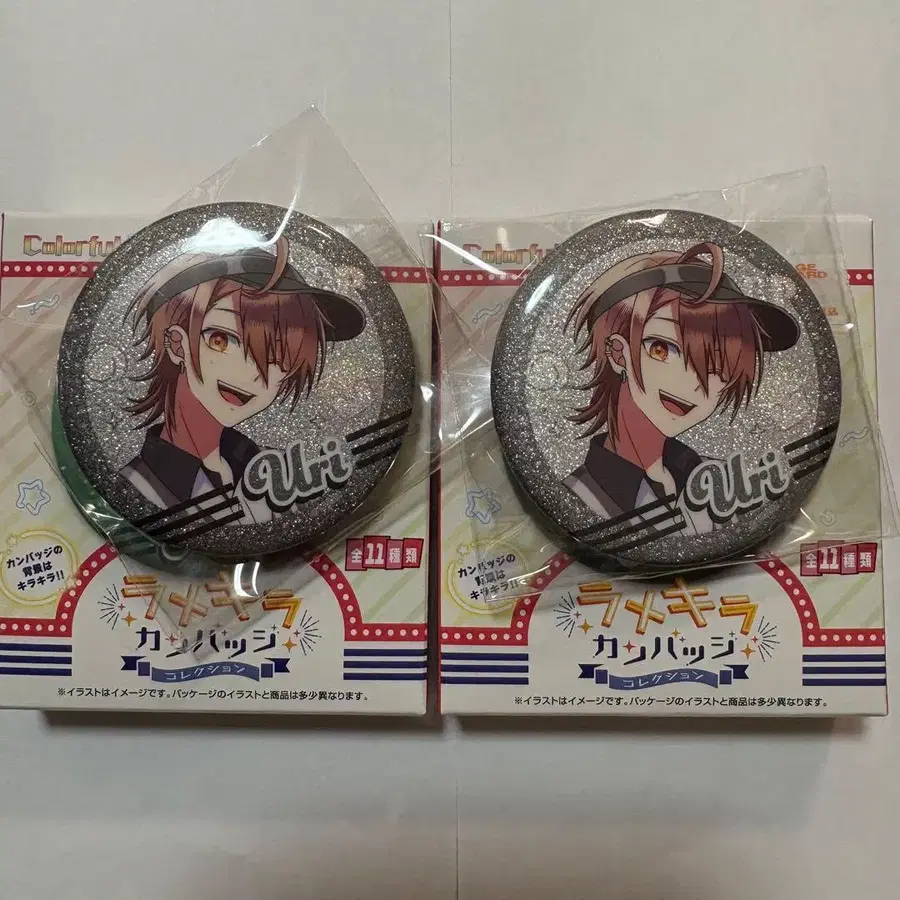 Colorful
Uri
カンバッジの
背景は
キラキラ!!
全11種類
ラメキラ
カンバッジ
コレクション
※イラストはイメージです。パッケージのイラストと商品は多少異なります。
Colorful
Uri
カンバッジの
背景は
キラキラ!!
全11種類
ラメキラ
カンバッジ
コレクション
※イラストはイメージです。パッケージのイラストと商品は多少異なります。